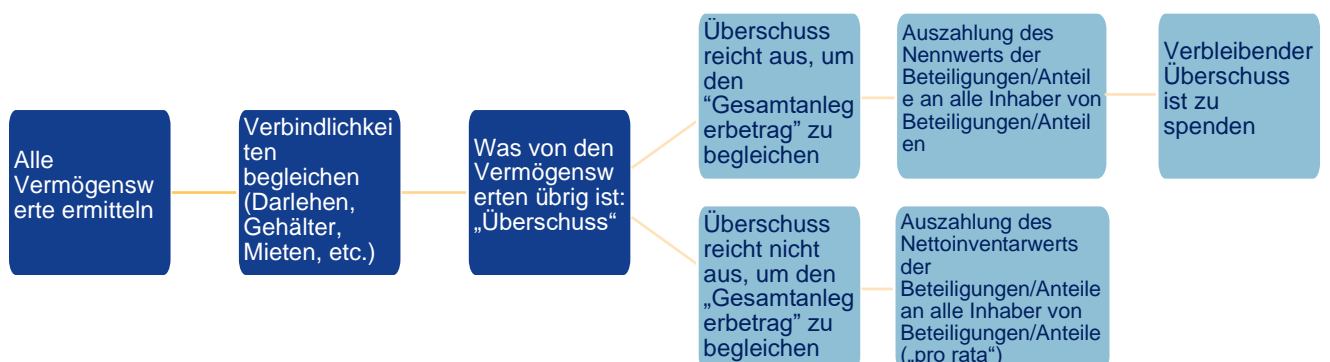 Alle
Vermögensw
erte ermitteln
Verbindlichkei
ten
begleichen
(Darlehen,
Gehälter,
Mieten, etc.)
Was von den
Vermögensw
erten übrig ist:
„Überschuss“
Überschuss
reicht aus, um
den
“Gesamtanleg
erbetrag” zu
begleichen
Auszahlung des
Nennwerts der
Beteiligungen/Anteil
e an alle Inhaber von
Beteiligungen/Anteil
en
Verbleibender
Überschuss
ist zu
spenden
Überschuss
reicht nicht
aus, um den
„Gesamtanleg
erbetrag” zu
begleichen
Auszahlung des
Nettoinventarwerts
der
Beteiligungen/Anteile
an alle Inhaber von
Beteiligungen/Anteile
(„pro rata“)